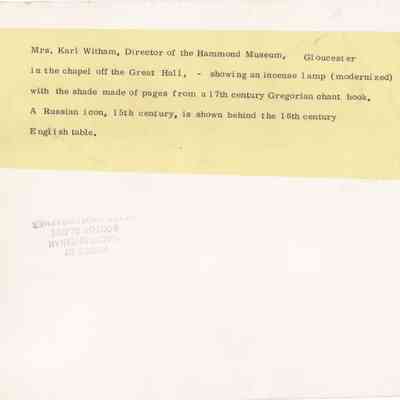 Mrs. Karl Witham, Director of the Hammond Museum, Gloucester
in the chapel off the Great Hall, - showing an incense lamp (modernized)
with the shade made of pages from a 17th century Gregorian chant book.
A Russian icon, 15th century, is shown behind the 16th century
English table.